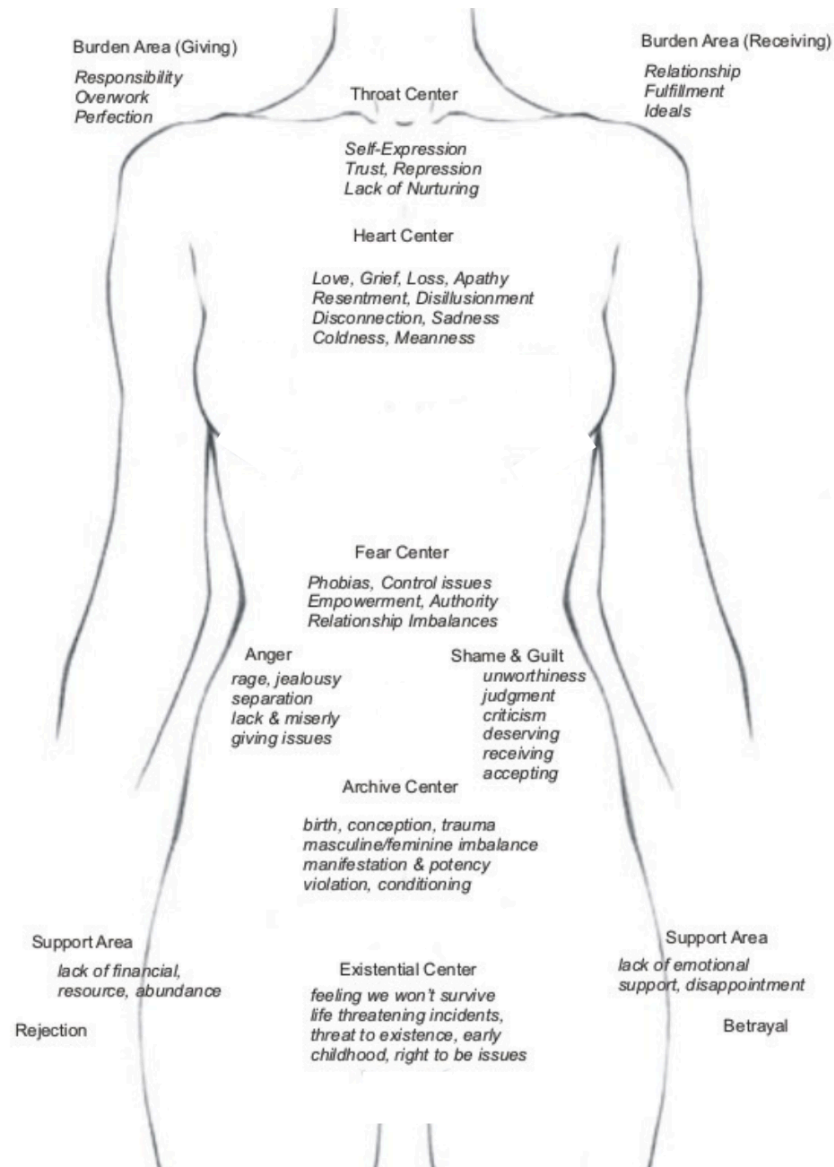 Burden Area (Giving)
Responsibility
Overwork
Perfection
Burden Area (Receiving)
Relationship
Fulfillment
Ideals
Throat Center
Self-Expression
Trust, Repression
Lack of Nurturing
Heart Center
Love, Grief, Loss, Apathy
Resentment, Disillusionment
Disconnection, Sadness
Coldness, Meanness
Fear Center
Phobias, Control issues
Empowerment, Authority
Relationship Imbalances
Anger
rage, jealousy
separation
lack & miserly
giving issues
Shame & Guilt
unworthiness
judgment
criticism
deserving
receiving
accepting
Archive Center
birth, conception, trauma
masculine/feminine imbalance
manifestation & potency
violation, conditioning
Support Area
lack of financial,
resource, abundance
Rejection
Existential Center
feeling we won't survive
life threatening incidents,
threat to existence, early
childhood, right to be issues
Support Area
lack of emotional
support, disappointment
Betrayal